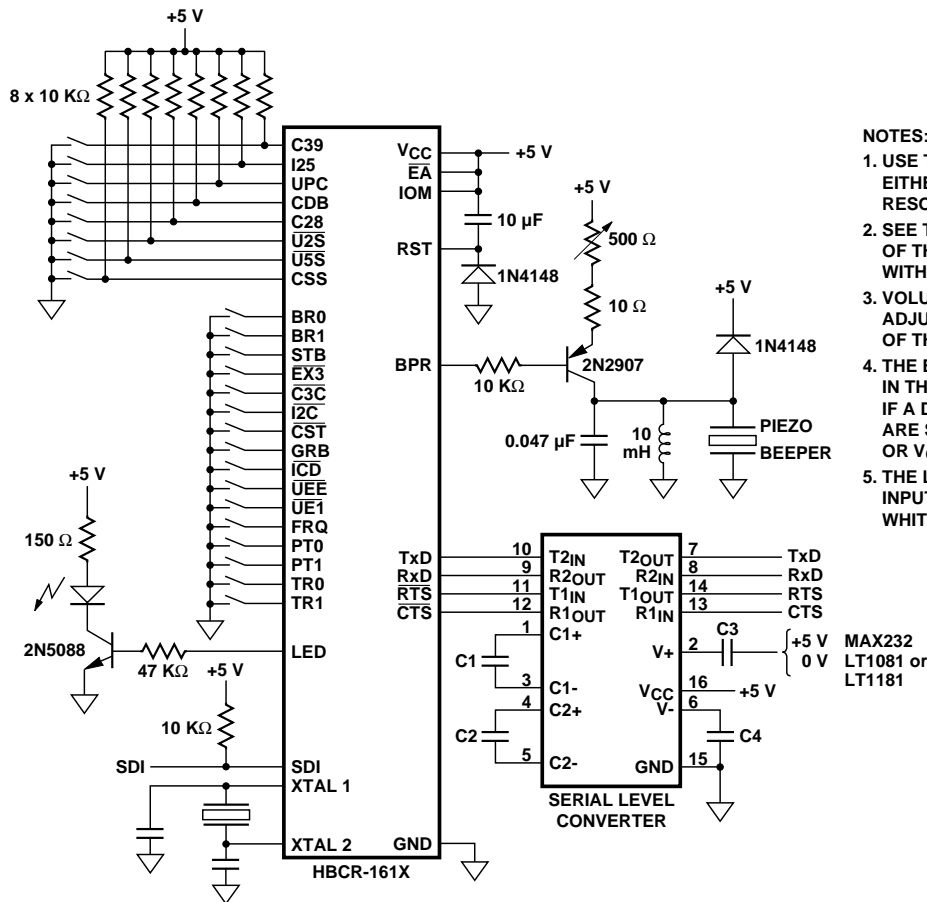 +5 V
8 x 10 KΩ
C39
I25
UPC
CDB
C28
U2S
U5S
CSS
BR0
BR1
STB
EX3
C3C
I2C
CST
GRB
ICD
UEE
UE1
FRQ
PT0
PT1
TR0
TR1
LED
SDI
XTAL 1
XTAL 2
+5 V
150 Ω
2N5088
47 KΩ
+5 V
10 KΩ
SDI
VCC
EA
IOM
RST
BPR
TxD
RxD
RTS
CTS
GND
HBCR-161X
+5 V
10 µF
1N4148
+5 V
500 Ω
10 Ω
2N2907
10 KΩ
0.047 µF
10
mH
+5 V
1N4148
PIEZO
BEEPER
10 T2IN T2OUT 7 TxD
9 R2OUT R2IN 8 RxD
11 T1IN T1OUT 14 RTS
12 R1OUT R1IN 13 CTS
1 C1+
C1
3 C1-
4 C2+
C2
5 C2-
V+ 2 C3
+5 V
0 V
MAX232
LT1081 or
LT1181
VCC 16 +5 V
V- 6
C4
GND 15
SERIAL LEVEL
CONVERTER
NOTES:
1. USE T
EITHE
RESO
2. SEE T
OF TH
WITH
3. VOLU
ADJU
OF TH
4. THE B
IN TH
IF A D
ARE S
OR V
5. THE L
INPUT
WHIT